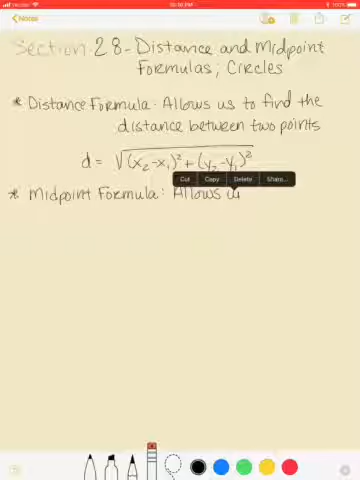 Notes
Section 2.8 - Distance and Midpoint
Formulas; Circles
* Distance Formula: Allows us to find the
distance between two points
d = √(x₂-x₁)² + (y₂-y₁)²
Cut Copy Delete Share...
* Midpoint Formula: Allows us